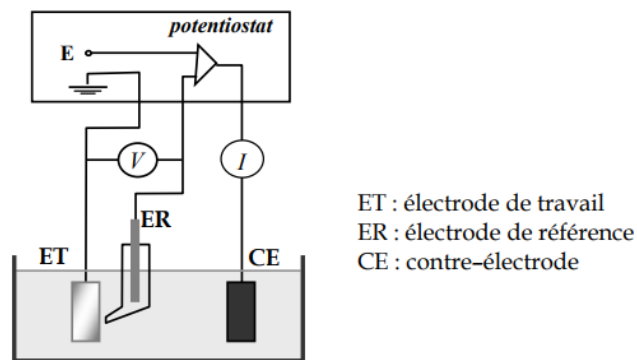 potentiostat
E
V
I
ER
ET
CE
ET : électrode de travail
ER : électrode de référence
CE : contre–électrode